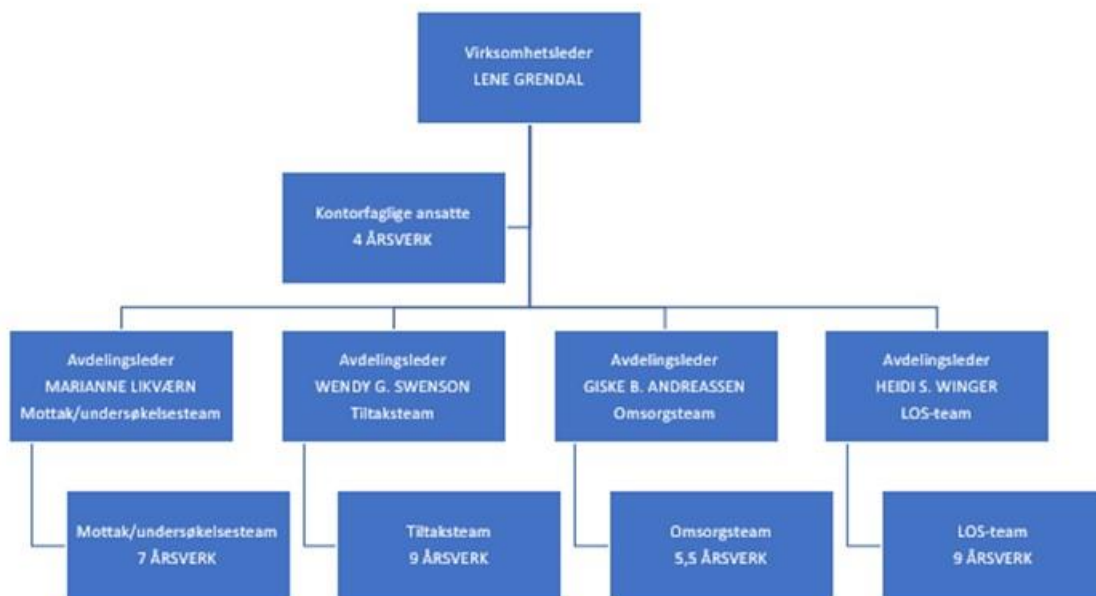 Virksomhetsleder
LENE GRENDAL
Kontorfaglige ansatte
4 ÅRSVERK
Avdelingsleder
MARIANNE LIKVÆRN
Mottak/undersøkelsesteam
Avdelingsleder
WENDY G. SWENSON
Tiltaksteam
Avdelingsleder
GISKE B. ANDREASSEN
Omsorgsteam
Avdelingsleder
HEIDI S. WINGER
LOS-team
Mottak/undersøkelsesteam
7 ÅRSVERK
Tiltaksteam
9 ÅRSVERK
Omsorgsteam
5,5 ÅRSVERK
LOS-team
9 ÅRSVERK